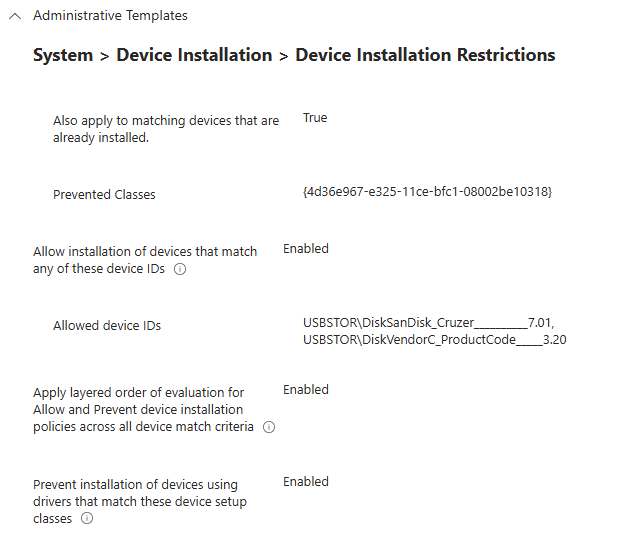 Administrative Templates
System > Device Installation > Device Installation Restrictions
Also apply to matching devices that are already installed.
True
Prevented Classes
{4d36e967-e325-11ce-bfc1-08002be10318}
Allow installation of devices that match any of these device IDs
Enabled
Allowed device IDs
USBSTOR\DiskSanDisk_Cruzer__________7.01,
USBSTOR\DiskVendorC_ProductCode_____3.20
Apply layered order of evaluation for Allow and Prevent device installation policies across all device match criteria
Enabled
Prevent installation of devices using drivers that match these device setup classes
Enabled